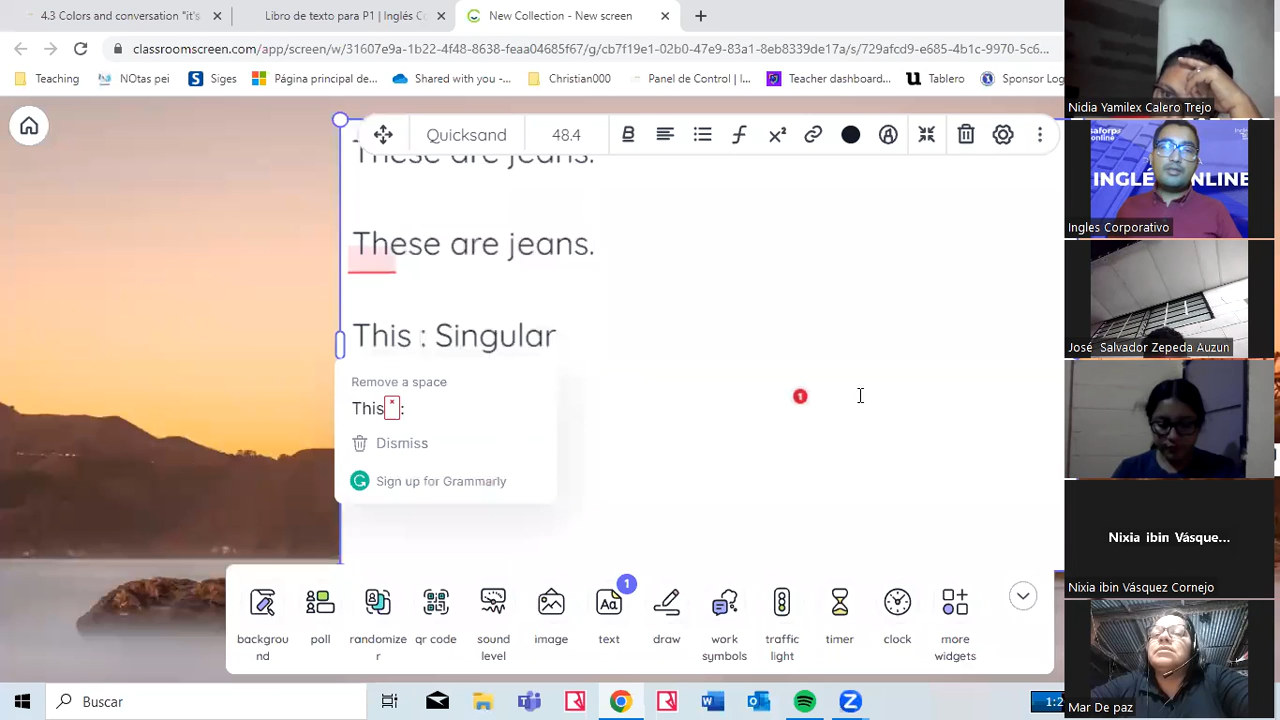 4.3 Colors and conversation "it's
Libro de texto para P1 | Inglés C
New Collection - New screen
classroomscreen.com/app/screen/w/31607e9a-1b22-4f48-8638-feaa04685f67/g/cb7f19e1-02b0-47e9-83a1-8eb8339de17a/s/729afcd9-e685-4b1c-9970-5c6...
Teaching
NOtas pei
Siges
Página principal de...
Shared with you -...
Christian000
Panel de Control | I...
Teacher dashboard...
Tablero
Sponsor Log
Quicksand
48.4
These are jeans.
These are jeans.
This : Singular
Remove a space
This :
Dismiss
Sign up for Grammarly
1
1
backgrou
nd
poll
randomize
r
qr code
sound
level
image
text
draw
work
symbols
traffic
light
timer
clock
more
widgets
Buscar
1:2
Nidia Yamilex Calero Trejo
online
INGLÉ
NLINE
Ingles Corporativo
José Salvador Zepeda Auzun
Nixia ibin Vásque...
Nixia ibin Vásquez Cornejo
Mar De paz